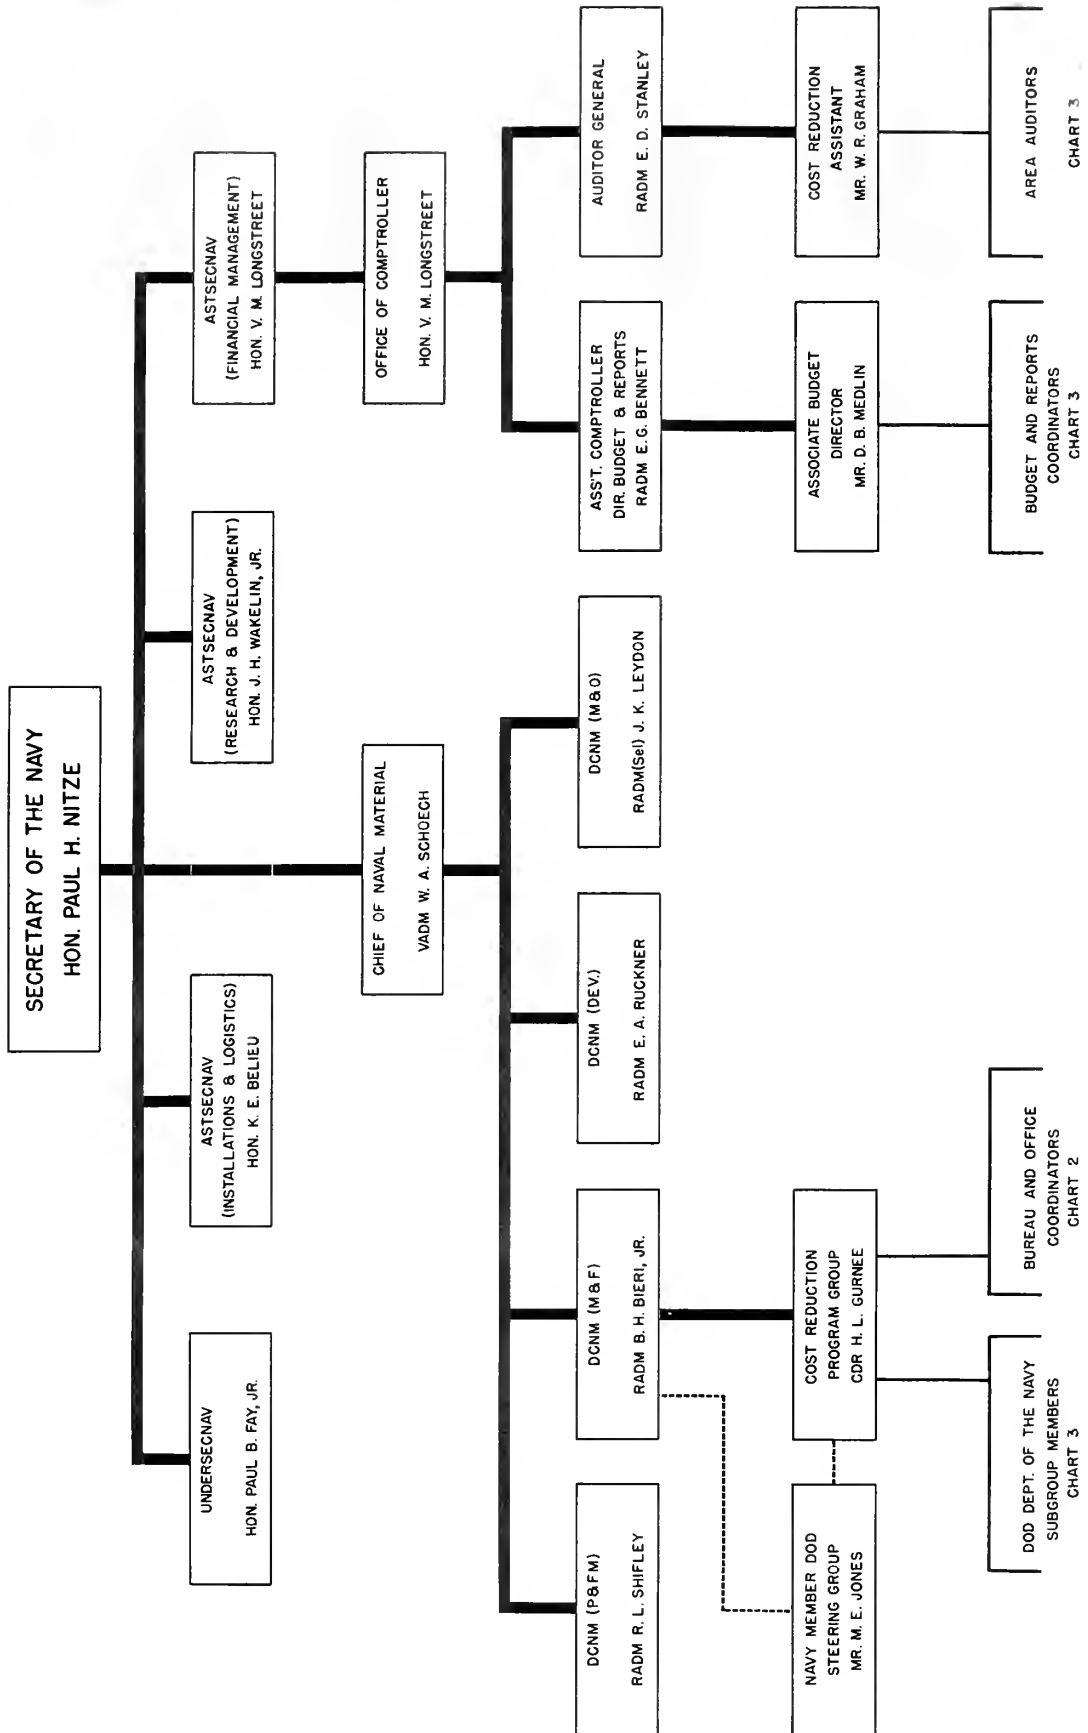 SECRETARY OF THE NAVY
HON. PAUL H. NITZE
UNDERSECNAV
HON. PAUL B. FAY, JR.
ASTSECNAV
(INSTALLATIONS & LOGISTICS)
HON. K. E. BELIEU
ASTSECNAV
(RESEARCH & DEVELOPMENT)
HON. J. H. WAKELIN, JR.
ASTSECNAV
(FINANCIAL MANAGEMENT)
HON. V. M. LONGSTREET
CHIEF OF NAVAL MATERIAL
VADM W. A. SCHOECH
OFFICE OF COMPTROLLER
HON. V. M. LONGSTREET
DCNM (P&FM)
RADM R. L. SHIFLEY
DCNM (M&F)
RADM B. H. BIERI, JR.
DCNM (DEV.)
RADM E. A. RUCKNER
DCNM (M&O)
RADM(Sel) J. K. LEYDON
ASS'T. COMPTROLLER
DIR. BUDGET & REPORTS
RADM E.G. BENNETT
AUDITOR GENERAL
RADM E. D. STANLEY
NAVY MEMBER DOD
STEERING GROUP
MR. M. E. JONES
COST REDUCTION
PROGRAM GROUP
CDR H. L. GURNEE
ASSOCIATE BUDGET
DIRECTOR
MR. D. B. MEDLIN
COST REDUCTION
ASSISTANT
MR. W. R. GRAHAM
DOD DEPT. OF THE NAVY
SUBGROUP MEMBERS
CHART 3
BUREAU AND OFFICE
COORDINATORS
CHART 2
BUDGET AND REPORTS
COORDINATORS
CHART 3
AREA AUDITORS
CHART 3